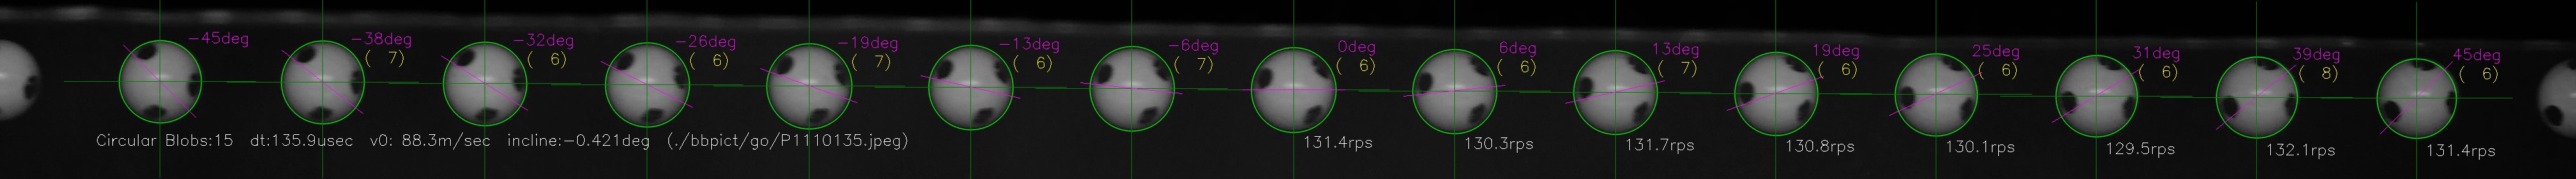 -45deg -38deg -32deg -26deg -19deg -13deg -6deg 0deg 6deg 13deg 19deg 25deg 31deg 39deg 45deg
( 7) ( 6) ( 6) ( 7) ( 6) ( 7) ( 6) ( 6) ( 7) ( 6) ( 6) ( 6) ( 8) ( 6)
Circular Blobs:15 dt:135.9usec v0: 88.3m/sec incline:-0.421deg (./bbpict/go/P1110135.jpeg)
131.4rps 130.3rps 131.7rps 130.8rps 130.1rps 129.5rps 132.1rps 131.4rps